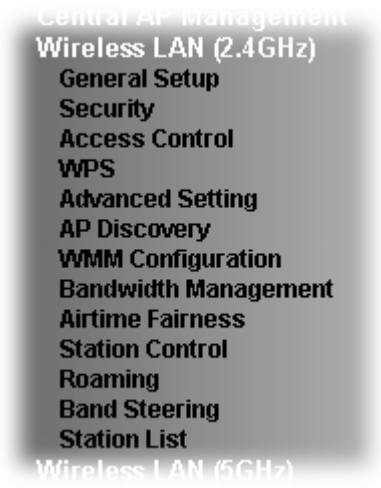 Central AP Management
Wireless LAN (2.4GHz)
General Setup
Security
Access Control
WPS
Advanced Setting
AP Discovery
WMM Configuration
Bandwidth Management
Airtime Fairness
Station Control
Roaming
Band Steering
Station List
Wireless LAN (5GHz)